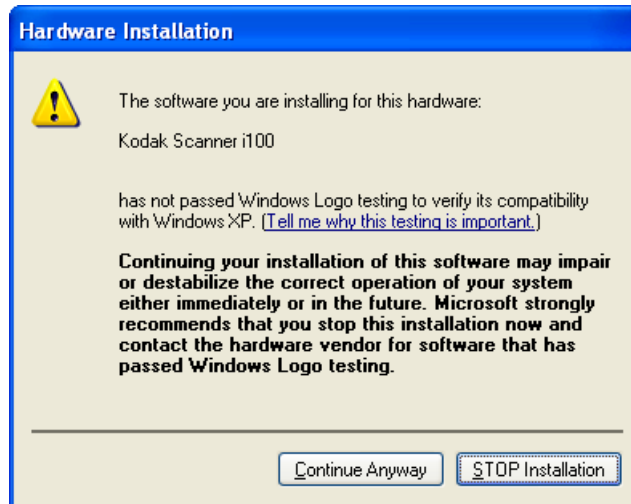 Hardware Installation
The software you are installing for this hardware:
Kodak Scanner i100
has not passed Windows Logo testing to verify its compatibility
with Windows XP. (Tell me why this testing is important.)
Continuing your installation of this software may impair
or destabilize the correct operation of your system
either immediately or in the future. Microsoft strongly
recommends that you stop this installation now and
contact the hardware vendor for software that has
passed Windows Logo testing.
Continue Anyway
STOP Installation